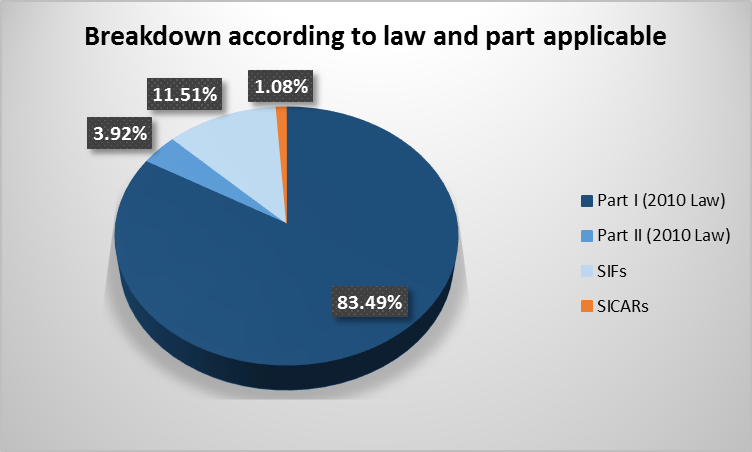 Breakdown according to law and part applicable
1.08%
11.51%
3.92%
83.49%
Part I (2010 Law)
Part II (2010 Law)
SIFs
SICARs